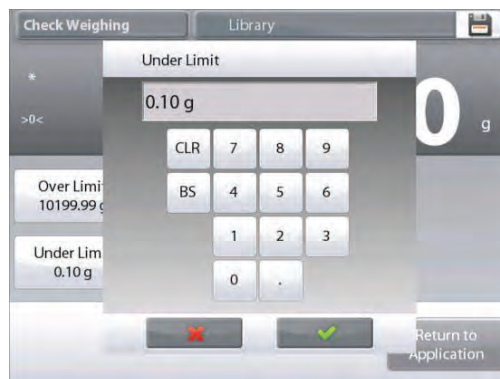 Check Weighing
Library
Under Limit
*
0.10 g
>0<
0 g
CLR 7 8 9
Over Limi
10199.99 g
BS 4 5 6
Under Lim
0.10 g
1 2 3
0 .
Return to
Application